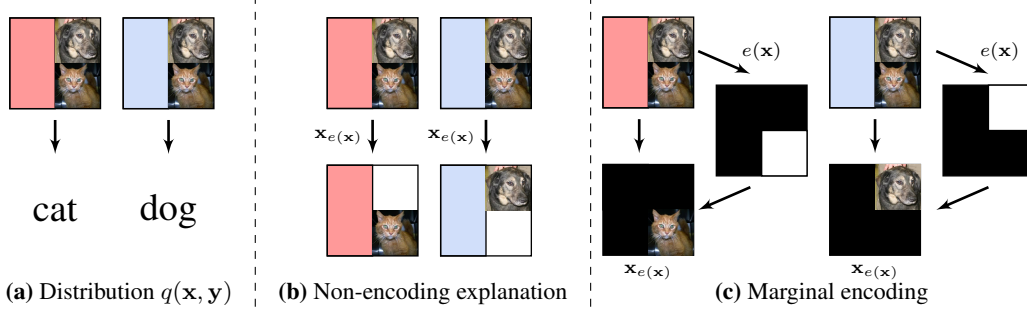 e(x)
e(x)
x_{e(x)}
x_{e(x)}
cat
dog
x_{e(x)}
x_{e(x)}
(a) Distribution q(x, y)
(b) Non-encoding explanation
(c) Marginal encoding